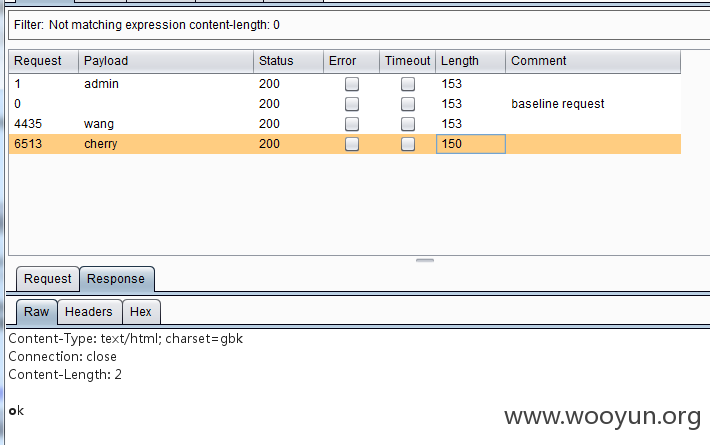 Filter: Not matching expression content-length: 0
Request Payload Status Error Timeout Length Comment
1 admin 200 153
0 200 153 baseline request
4435 wang 200 153
6513 cherry 200 150
Request Response
Raw Headers Hex
Content-Type: text/html; charset=gbk
Connection: close
Content-Length: 2
ok
www.wooyun.org